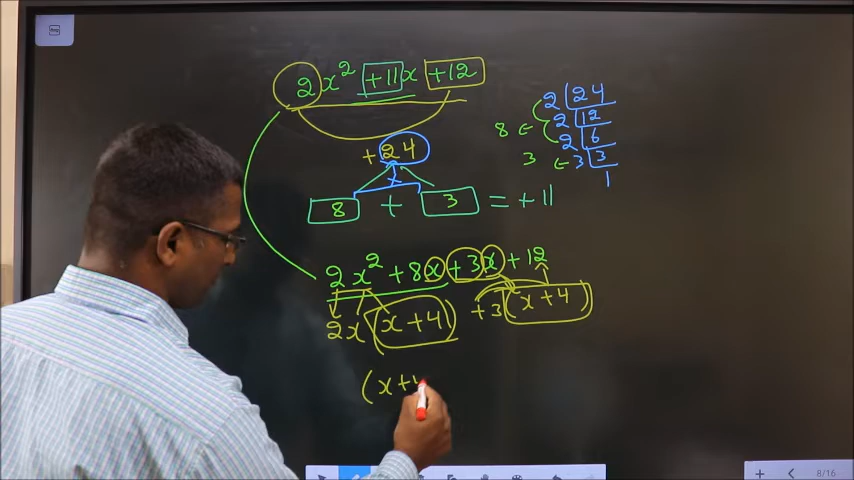 2x² +11x +12
+24
x
8 + 3 = +11
2 | 24
2 | 12
2 | 6
3 | 3
1
8 ←
3 ←
2x² + 8x + 3x + 12
2x (x + 4) +3 (x + 4)
(x +4
8/16